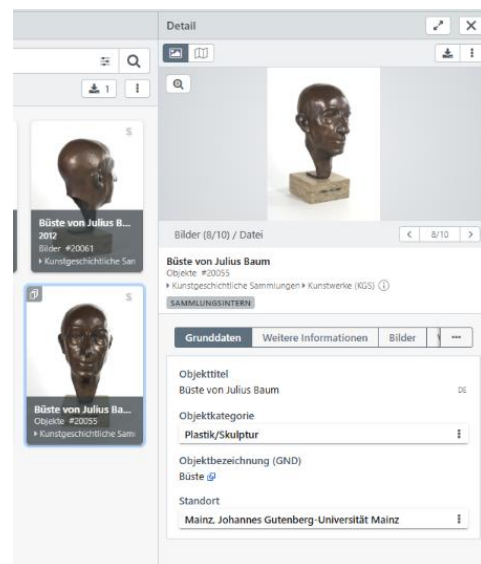 Detail
1
S
Büste von Julius B...
2012
Bilder #20061
Kunstgeschichtliche San
S
Büste von Julius Ba...
Objekte #20055
Kunstgeschichtliche Sam
Bilder (8/10) / Datei
8/10
Büste von Julius Baum
Objekte #20055
Kunstgeschichtliche Sammlungen Kunstwerke (KGS)
SAMMLUNGSINTERN
Grunddaten Weitere Informationen Bilder
Objekttitel
Büste von Julius Baum DE
Objektkategorie
Plastik/Skulptur
Objektbezeichnung (GND)
Büste
Standort
Mainz, Johannes Gutenberg-Universität Mainz